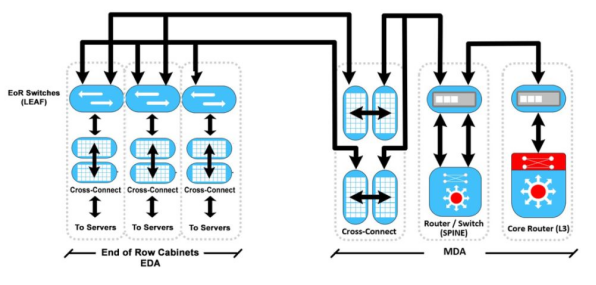 EoR Switches
(LEAF)
Cross-Connect
Cross-Connect
Cross-Connect
To Servers
To Servers
To Servers
End of Row Cabinets
EDA
Cross-Connect
Router / Switch
(SPINE)
Core Router (L3)
MDA